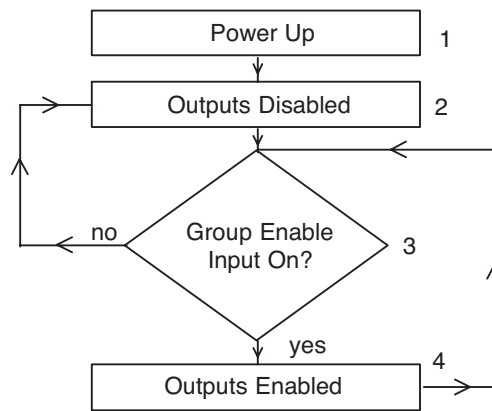 Power Up
1
Outputs Disabled
2
no
Group Enable
Input On?
3
yes
4
Outputs Enabled